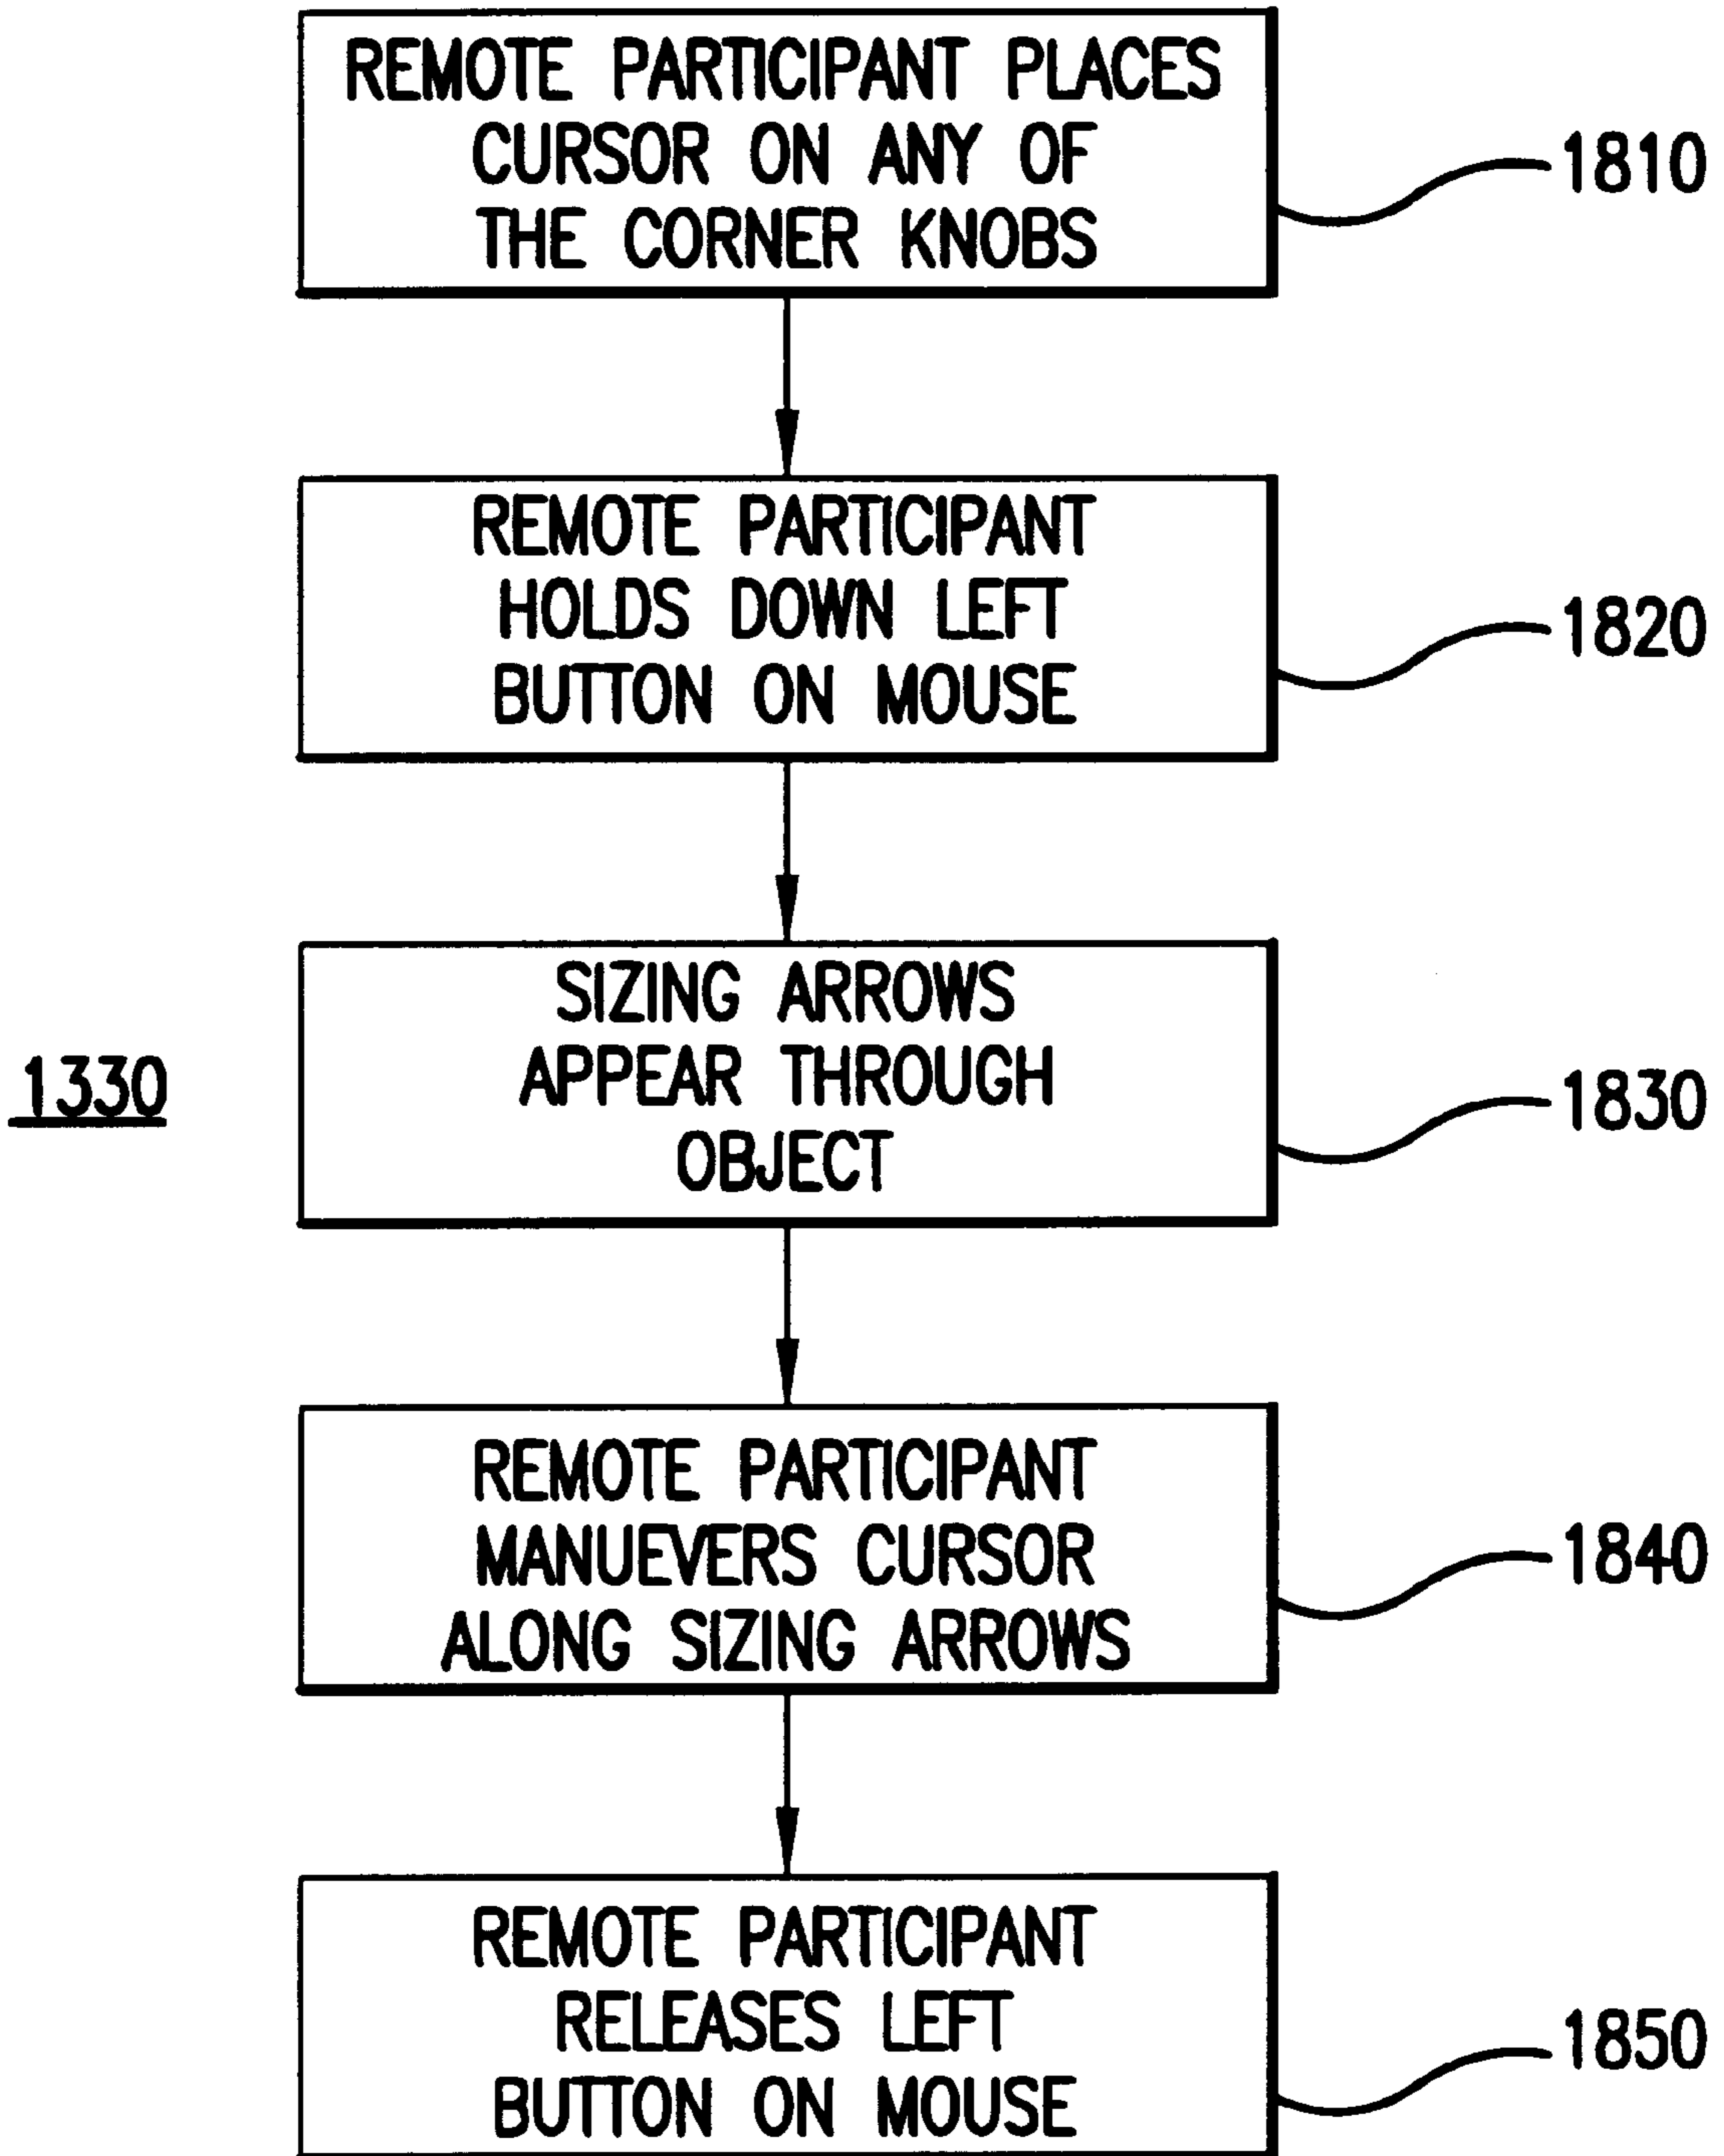 REMOTE PARTICIPANT PLACES
CURSOR ON ANY OF
THE CORNER KNOBS
1810
REMOTE PARTICIPANT
HOLDS DOWN LEFT
BUTTON ON MOUSE
1820
SIZING ARROWS
APPEAR THROUGH
OBJECT
1330
1830
REMOTE PARTICIPANT
MANUEVERS CURSOR
ALONG SIZING ARROWS
1840
REMOTE PARTICIPANT
RELEASES LEFT
BUTTON ON MOUSE
1850